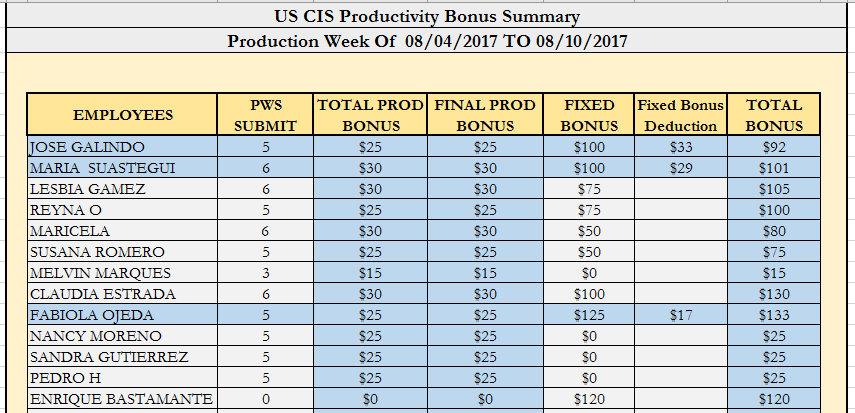 US CIS Productivity Bonus Summary
Production Week Of 08/04/2017 TO 08/10/2017
EMPLOYEES PWS SUBMIT TOTAL PROD BONUS FINAL PROD BONUS FIXED BONUS Fixed Bonus Deduction TOTAL BONUS
JOSE GALINDO 5 $25 $25 $100 $33 $92
MARIA SUASTEGUI 6 $30 $30 $100 $29 $101
LESBIA GAMEZ 6 $30 $30 $75 $105
REYNA O 5 $25 $25 $75 $100
MARICELA 6 $30 $30 $50 $80
SUSANA ROMERO 5 $25 $25 $50 $75
MELVIN MARQUES 3 $15 $15 $0 $15
CLAUDIA ESTRADA 6 $30 $30 $100 $130
FABIOLA OJEDA 5 $25 $25 $125 $17 $133
NANCY MORENO 5 $25 $25 $0 $25
SANDRA GUTIERREZ 5 $25 $25 $0 $25
PEDRO H 5 $25 $25 $0 $25
ENRIQUE BASTAMANTE 0 $0 $0 $120 $120